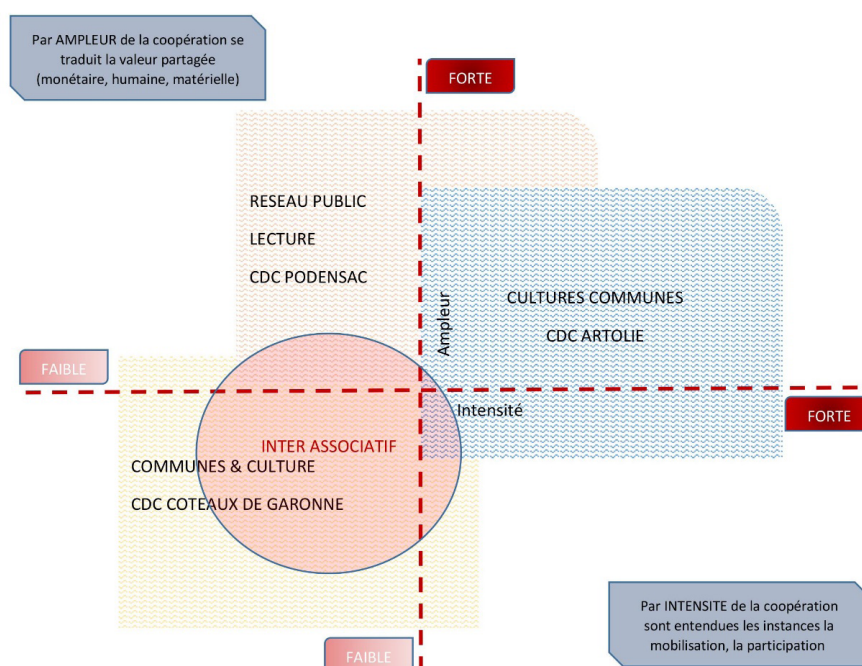 Par AMPLEUR de la coopération se
traduit la valeur partagée
(monétaire, humaine, matérielle)
FORTE
RESEAU PUBLIC
LECTURE
CDC PODENSAC
Ampleur
CULTURES COMMUNES
CDC ARTOLIE
FAIBLE
Intensité
FORTE
INTER ASSOCIATIF
COMMUNES & CULTURE
CDC COTEAUX DE GARONNE
Par INTENSITE de la coopération
sont entendues les instances la
mobilisation, la participation
FAIBLE